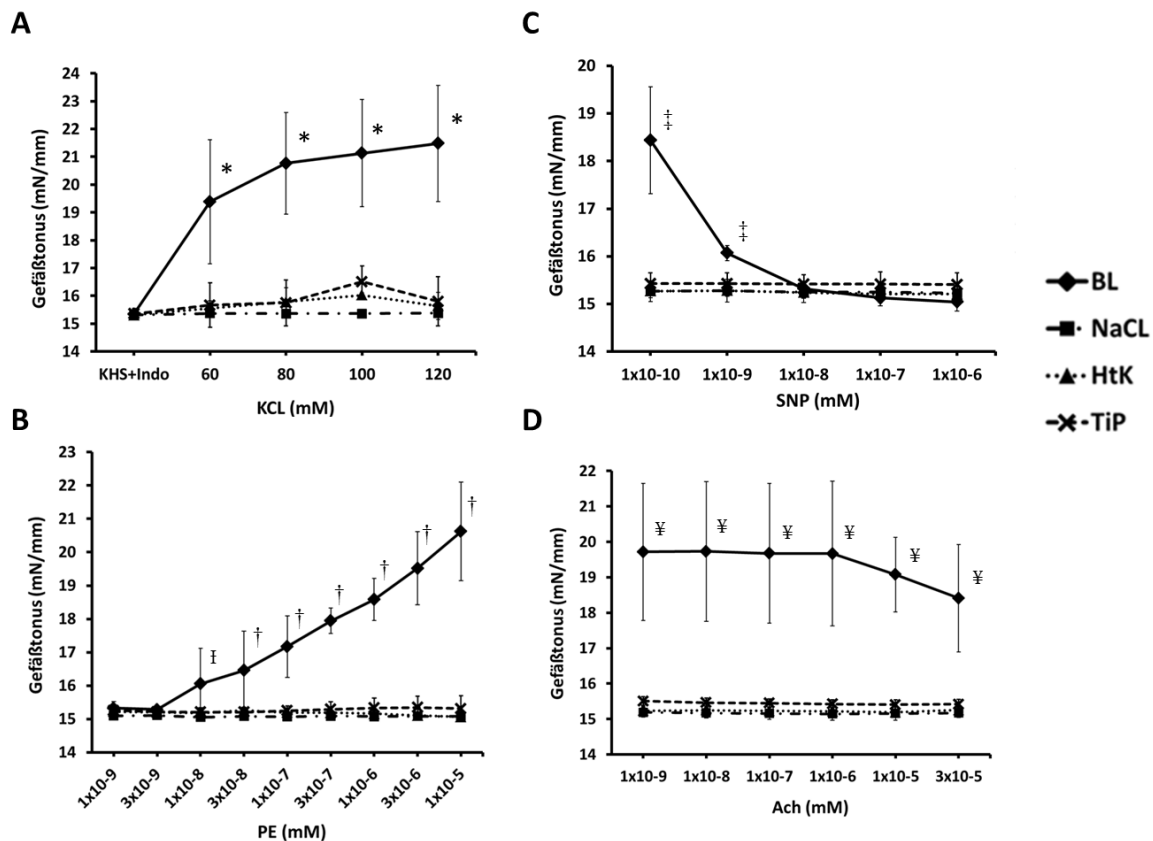 A
Gefäßtonus (mN/mm)
24
23
22
21
20
19
18
17
16
15
14
KHS+Indo 60 80 100 120
KCL (mM)
* * * *
B
Gefäßtonus (mN/mm)
23
22
21
20
19
18
17
16
15
14
1x10-9 3x10-9 1x10-8 3x10-8 1x10-7 3x10-7 1x10-6 3x10-6 1x10-5
PE (mM)
‡ † † † † † †
C
Gefäßtonus (mN/mm)
20
19
18
17
16
15
14
1x10-10 1x10-9 1x10-8 1x10-7 1x10-6
SNP (mM)
‡ ‡
D
Gefäßtonus (mN/mm)
22
21
20
19
18
17
16
15
14
1x10-9 1x10-8 1x10-7 1x10-6 1x10-5 3x10-5
Ach (mM)
¥ ¥ ¥ ¥ ¥ ¥
BL
NaCL
HtK
TiP